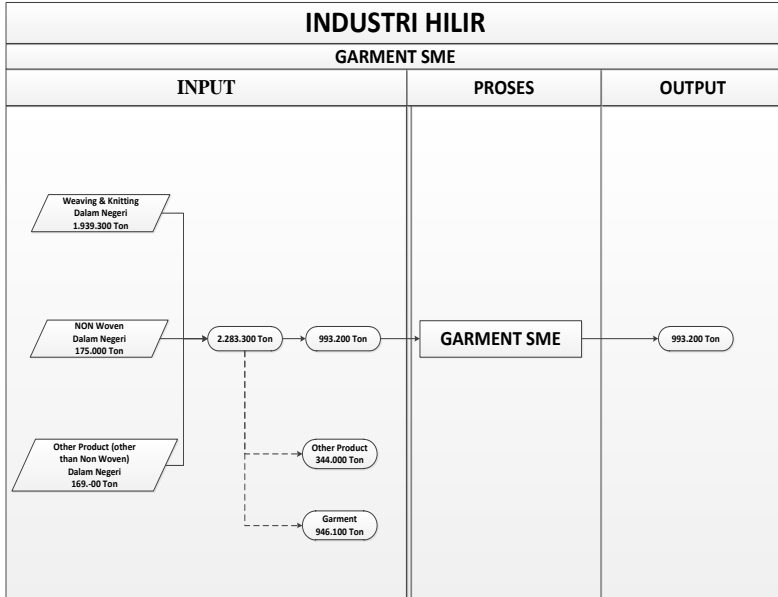 INDUSTRI HILIR
GARMENT SME
INPUT
PROSES
OUTPUT
Weaving & Knitting
Dalam Negeri
1.939.300 Ton
NON Woven
Dalam Negeri
175.000 Ton
2.283.300 Ton
993.200 Ton
GARMENT SME
993.200 Ton
Other Product (other
than Non Woven)
Dalam Negeri
169.-00 Ton
Other Product
344.000 Ton
Garment
946.100 Ton